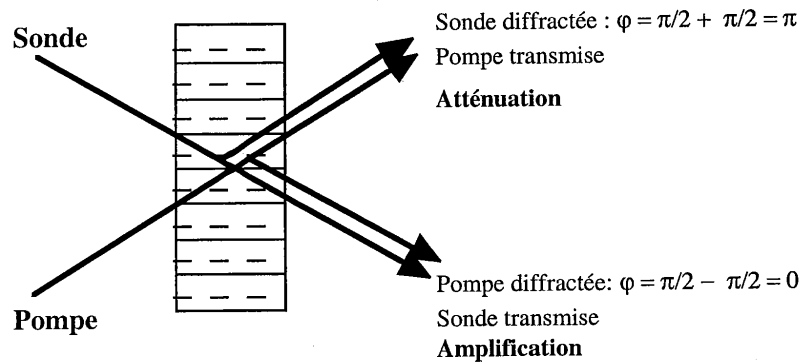 Sonde
Sonde diffractée : φ = π/2 + π/2 = π
Pompe transmise
Atténuation
Pompe diffractée: φ = π/2 − π/2 = 0
Sonde transmise
Amplification
Pompe